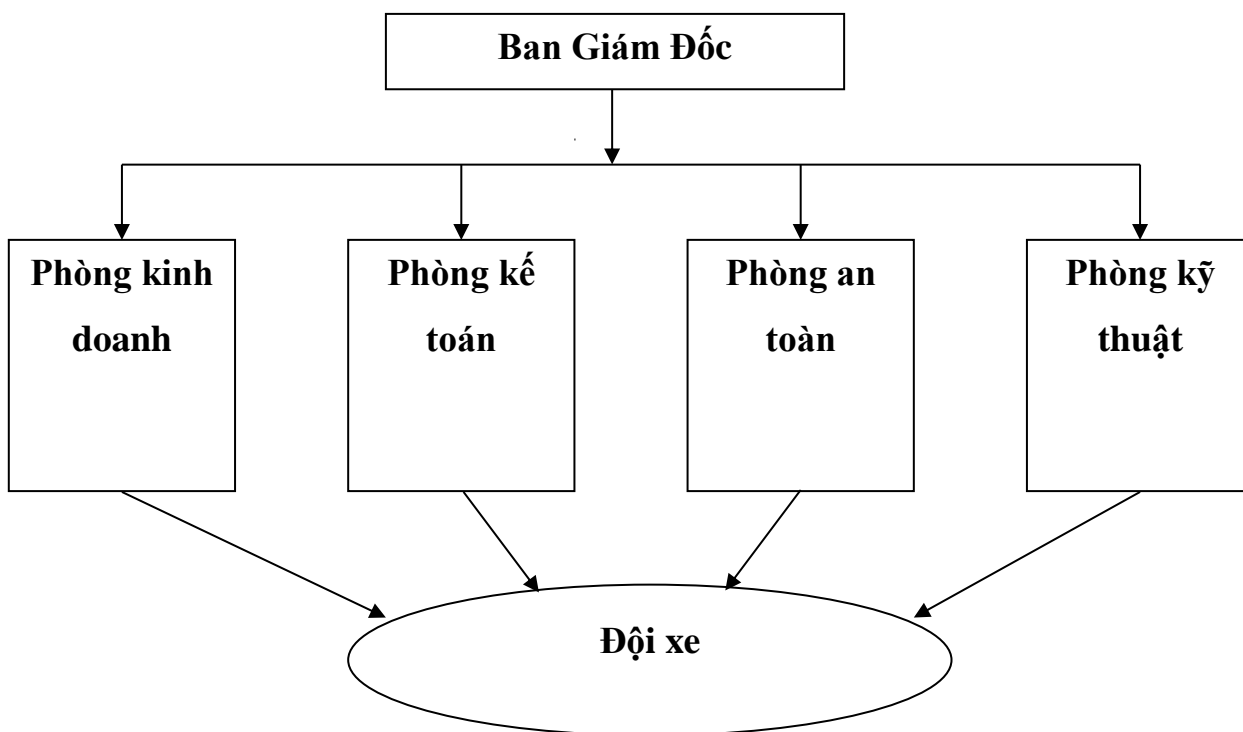 Ban Giám Đốc
Phòng kinh
doanh
Phòng kế
toán
Phòng an
toàn
Phòng kỹ
thuật
Đội xe